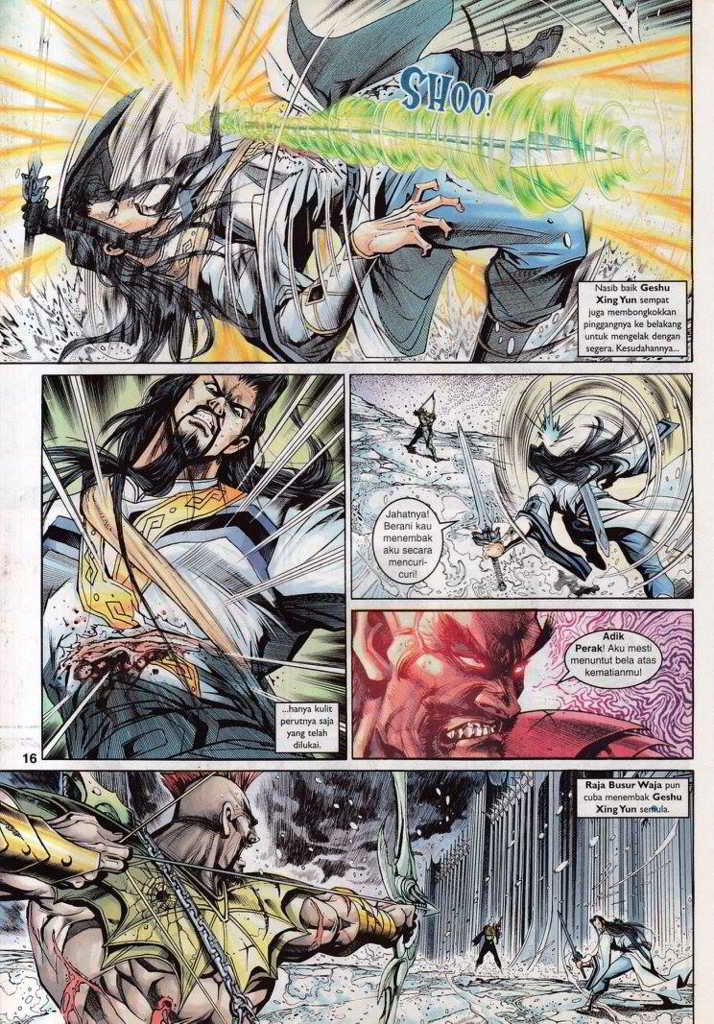 SHOO!
Nasib baik Geshu
Xing Yun sempat
juga membongkokkan
pinggangnya ke belakang
untuk mengelak dengan
segera. Kesudahannya...
...hanya kulit
perutnya saja
yang telah
dilukai.
Jahatnya!
Berani kau
menembak
aku secara
mencuri-
curi!
Adik
Perak! Aku mesti
menuntut bela atas
kematianmu!
16
Raja Busur Waja pun
cuba menembak Geshu
Xing Yun semula.